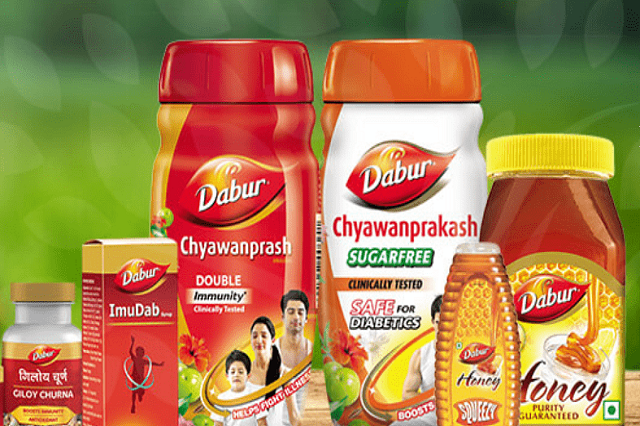 Dabur
गिलोय चूर्ण
GILOY CHURNA
BOOSTS IMMUNITY
ANTIOXIDANT
Dabur
ImuDab
Syrup
Dabur
Chyawanprash
DOUBLE
Immunity*
Clinically Tested
HELPS FIGHT ILLNESS
Dabur
Chyawanprakash
SUGARFREE
CLINICALLY TESTED
SAFE FOR
DIABETICS
BOOSTS
Dabur
Honey
SQUEEZY
Dabur
Honey
PURITY
GUARANTEED